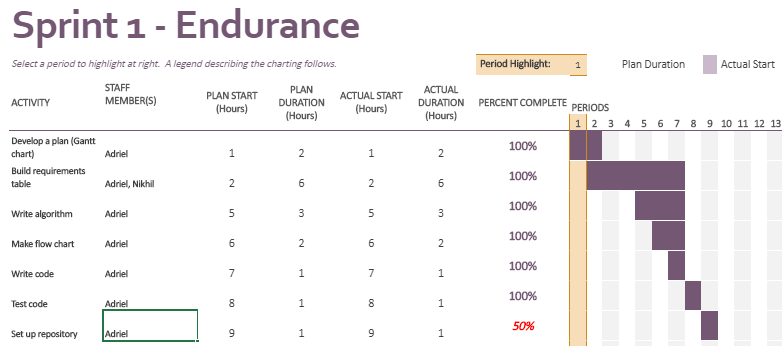 Sprint 1 - Endurance
Select a period to highlight at right.  A legend describing the charting follows.
Period Highlight: 1 Plan Duration Actual Start
ACTIVITY STAFF MEMBER(S) PLAN START (Hours) PLAN DURATION (Hours) ACTUAL START (Hours) ACTUAL DURATION (Hours) PERCENT COMPLETE PERIODS
1 2 3 4 5 6 7 8 9 10 11 12 13
Develop a plan (Gantt chart) Adriel 1 2 1 2 100%
Build requirements table Adriel, Nikhil 2 6 2 6 100%
Write algorithm Adriel 5 3 5 3 100%
Make flow chart Adriel 6 2 6 2 100%
Write code Adriel 7 1 7 1 100%
Test code Adriel 8 1 8 1 100%
Set up repository Adriel 9 1 9 1 50%